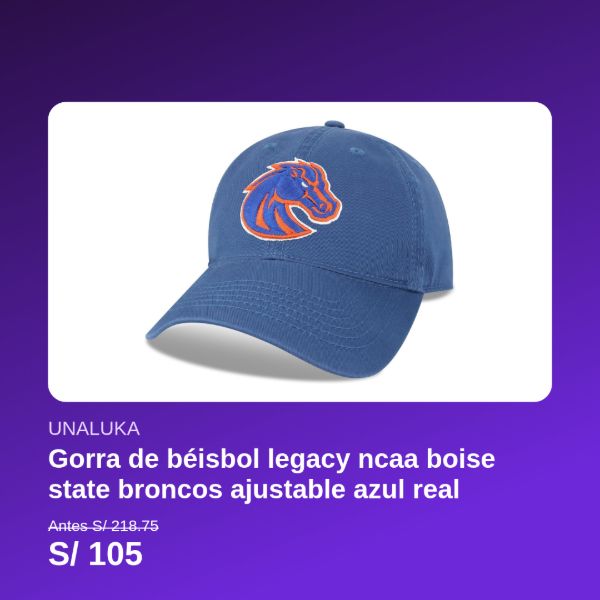 UNALUKA
Gorra de béisbol legacy ncaa boise
state broncos ajustable azul real
Antes S/ 218.75
S/ 105